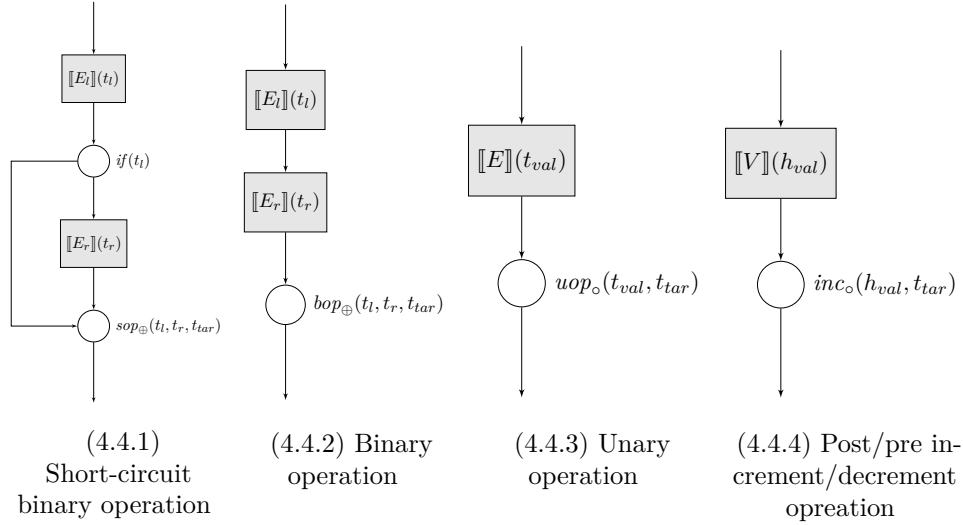 ⟦E_l⟧(t_l)
if(t_l)
⟦E_r⟧(t_r)
sop_⊕(t_l, t_r, t_tar)
(4.4.1)
Short-circuit
binary operation
⟦E_l⟧(t_l)
⟦E_r⟧(t_r)
bop_⊕(t_l, t_r, t_tar)
(4.4.2) Binary
operation
⟦E⟧(t_val)
uop_∘(t_val, t_tar)
(4.4.3) Unary
operation
⟦V⟧(h_val)
inc_∘(h_val, t_tar)
(4.4.4) Post/pre in-
crement/decrement
opreation